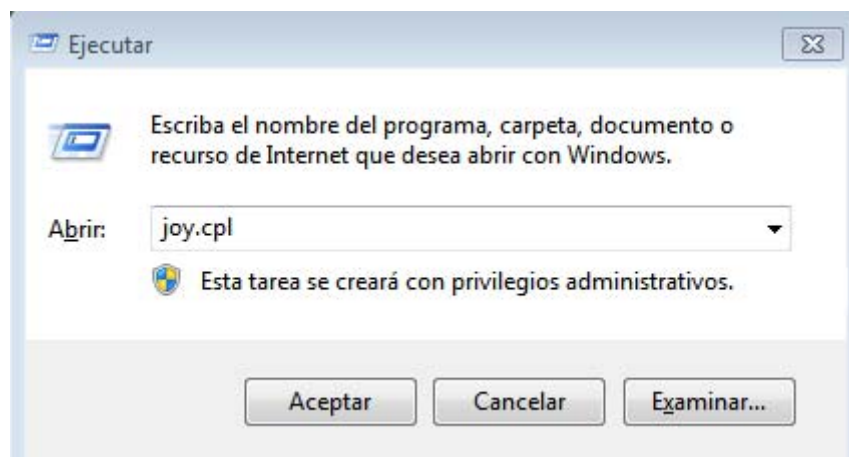 Ejecutar
Escriba el nombre del programa, carpeta, documento o
recurso de Internet que desea abrir con Windows.
Abrir: joy.cpl
Esta tarea se creará con privilegios administrativos.
Aceptar Cancelar Examinar...